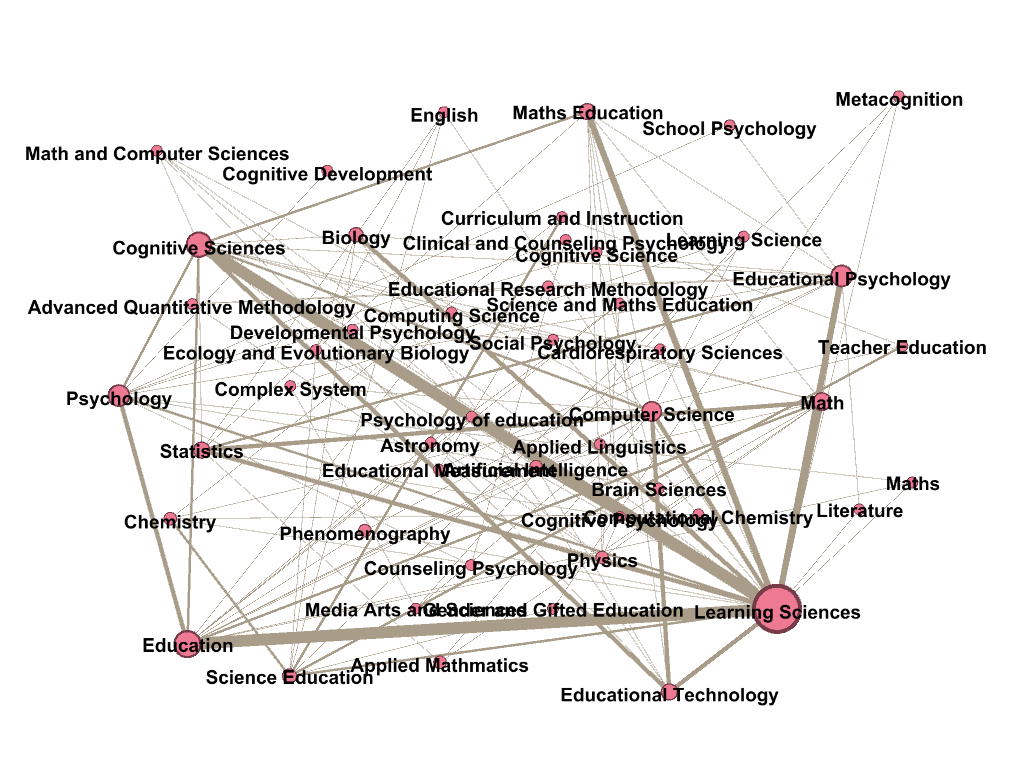 Metacognition
English
Maths Education
School Psychology
Math and Computer Sciences
Cognitive Development
Curriculum and Instruction
Biology
Clinical and Counseling Psychology
Learning Science
Cognitive Sciences
Cognitive Science
Educational Psychology
Educational Research Methodology
Advanced Quantitative Methodology
Science and Maths Education
Computing Science
Developmental Psychology
Social Psychology
Teacher Education
Ecology and Evolutionary Biology
Cardiorespiratory Sciences
Complex System
Psychology
Math
Psychology of education
Computer Science
Astronomy
Applied Linguistics
Statistics
Educational Measurement
Artificial Intelligence
Maths
Brain Sciences
Literature
Chemistry
Cognitive Psychology
Computational Chemistry
Phenomenography
Physics
Counseling Psychology
Media Arts and Sciences
Gender and Gifted Education
Learning Sciences
Education
Applied Mathmatics
Science Education
Educational Technology